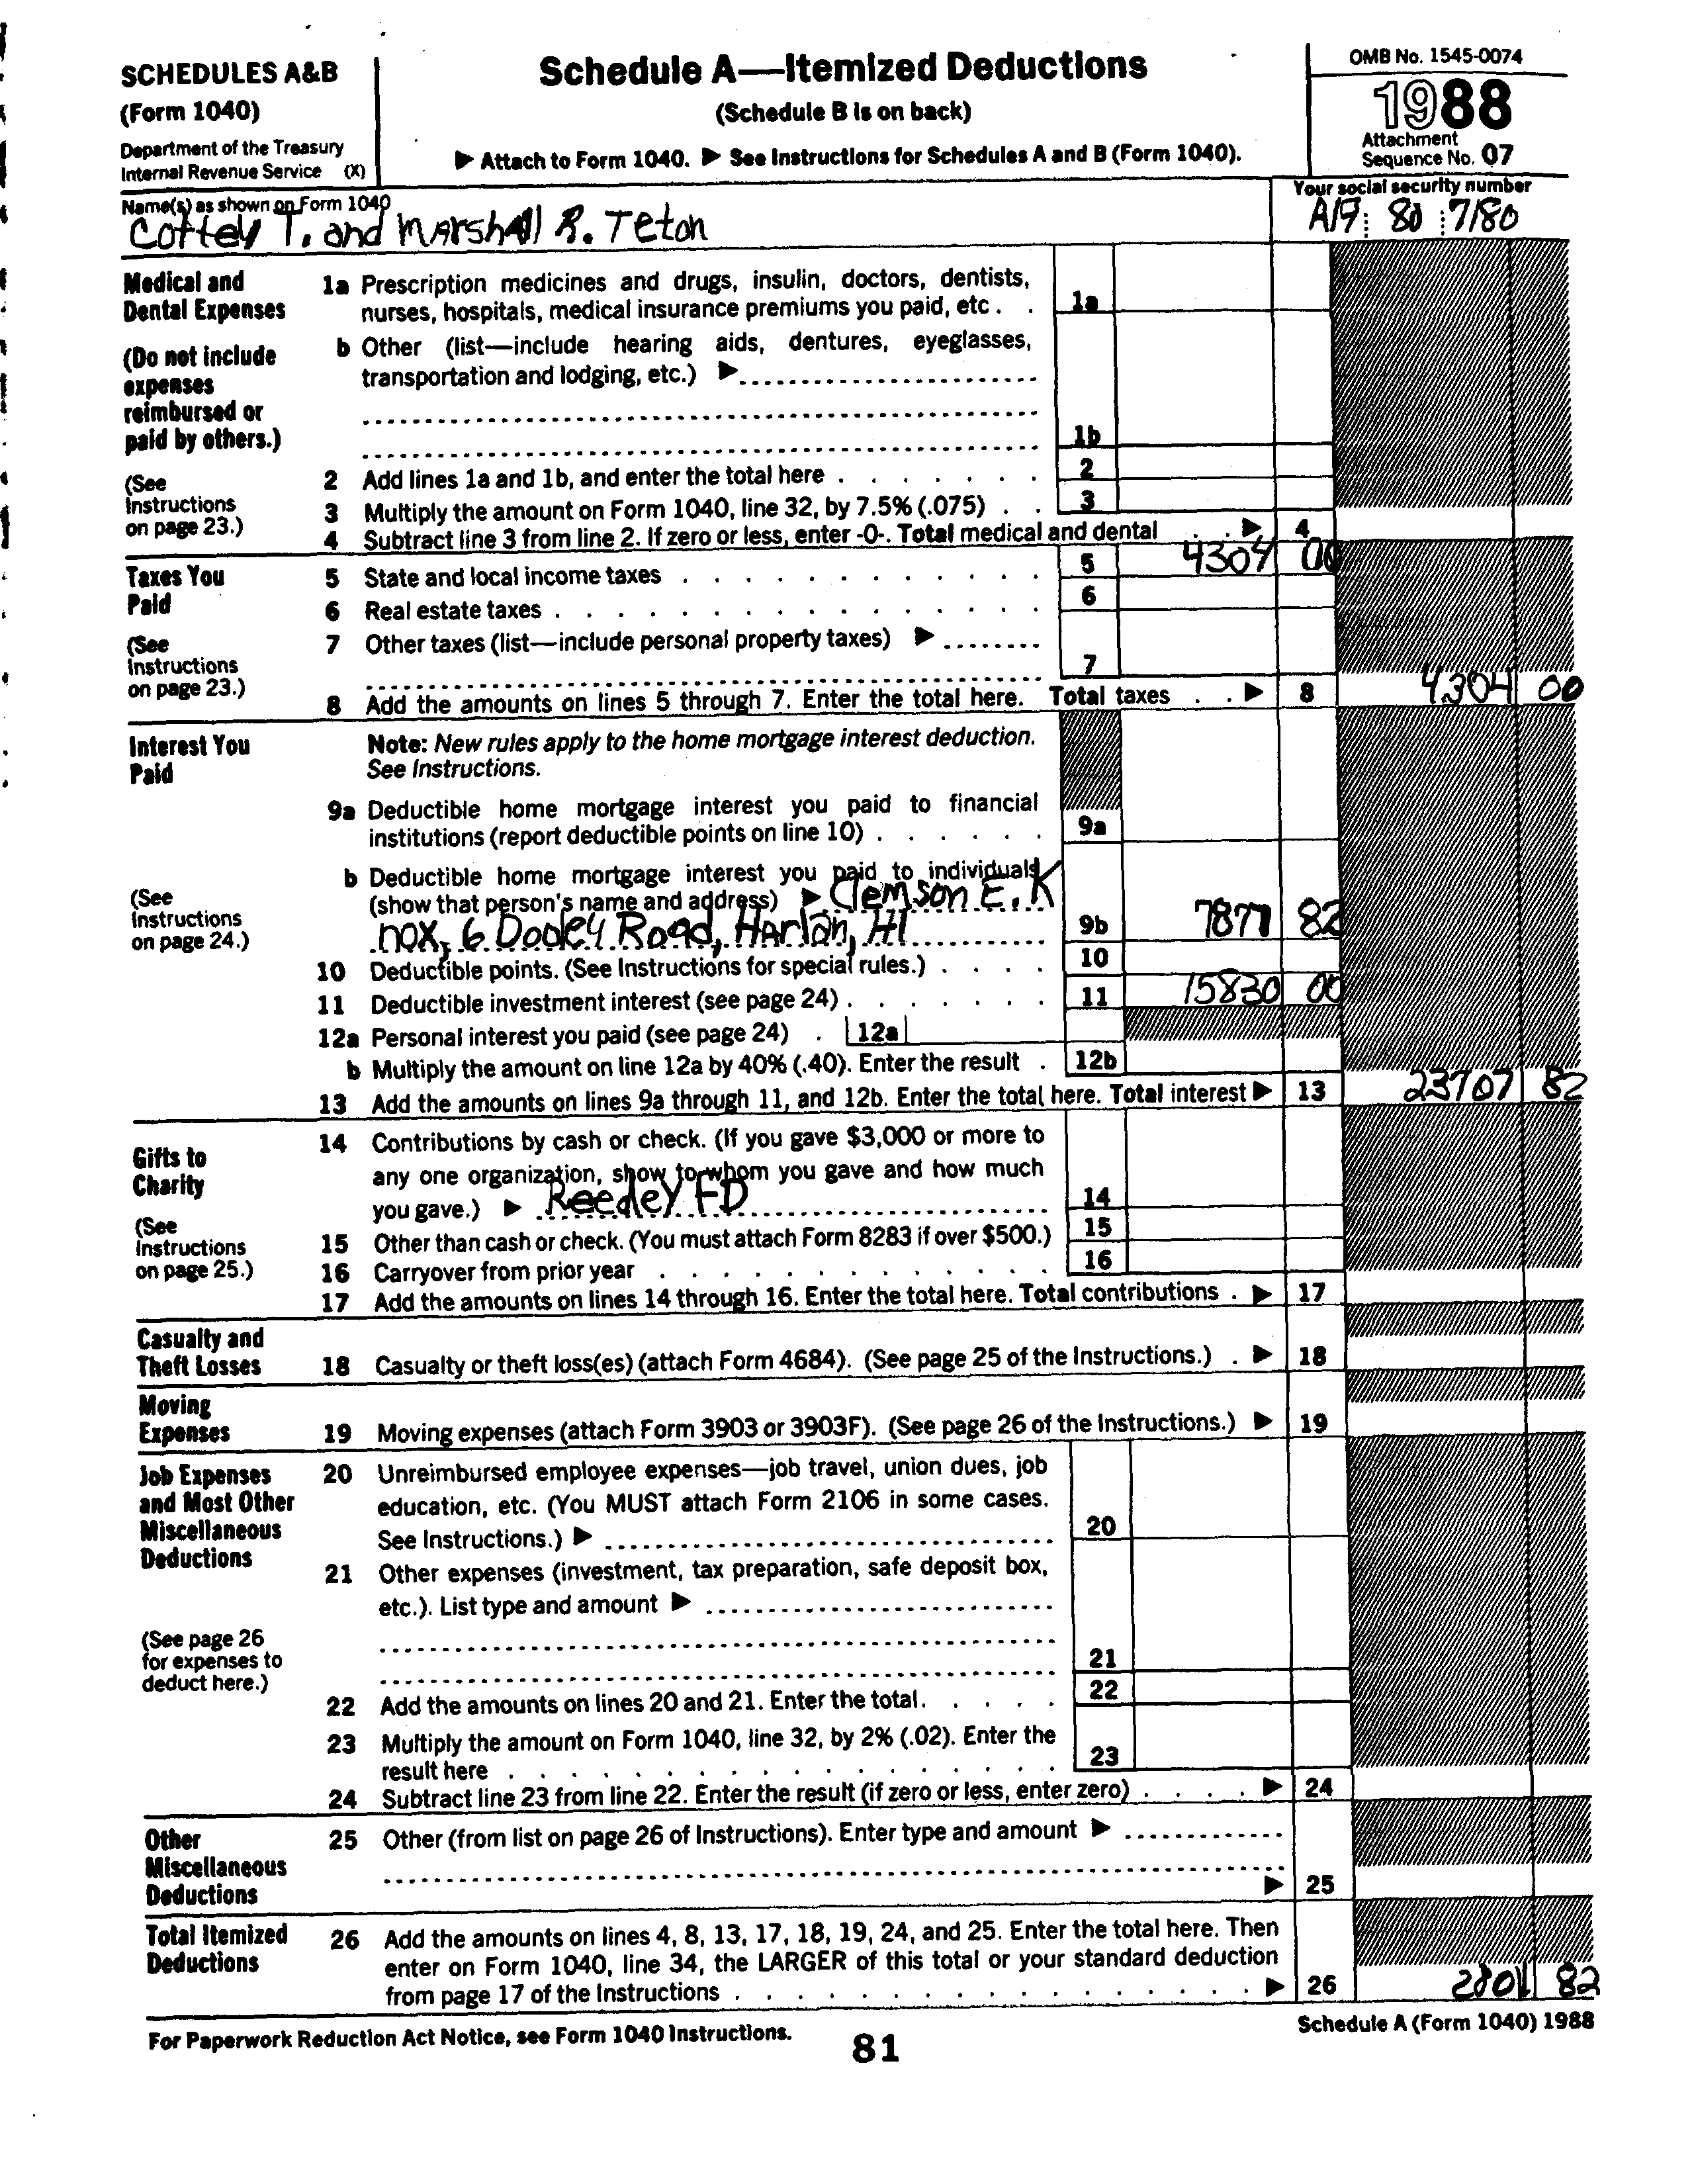 SCHEDULES A&B
(Form 1040)
Department of the Treasury
Internal Revenue Service (X)
Schedule A—Itemized Deductions
(Schedule B is on back)
▶ Attach to Form 1040. ▶ See Instructions for Schedules A and B (Form 1040).
OMB No. 1545-0074
1988
Attachment
Sequence No. 07
Name(s) as shown on Form 1040
Cottey T. and Marshall R. Teton
Your social security number
A19 80 7180
Medical and
Dental Expenses
(Do not include
expenses
reimbursed or
paid by others.)
(See
Instructions
on page 23.)
1a Prescription medicines and drugs, insulin, doctors, dentists,
nurses, hospitals, medical insurance premiums you paid, etc . . 1a
b Other (list—include hearing aids, dentures, eyeglasses,
transportation and lodging, etc.) ▶
1b
2 Add lines 1a and 1b, and enter the total here . . . . . . . 2
3 Multiply the amount on Form 1040, line 32, by 7.5% (.075) . . 3
4 Subtract line 3 from line 2. If zero or less, enter -0-. Total medical and dental . . ▶ 4
Taxes You
Paid
(See
Instructions
on page 23.)
5 State and local income taxes . . . . . . . . . . . . 5 4304 00
6 Real estate taxes . . . . . . . . . . . . . . . 6
7 Other taxes (list—include personal property taxes) ▶
7
8 Add the amounts on lines 5 through 7. Enter the total here. Total taxes . . ▶ 8 4304 00
Interest You
Paid
(See
Instructions
on page 24.)
Note: New rules apply to the home mortgage interest deduction.
See Instructions.
9a Deductible home mortgage interest you paid to financial
institutions (report deductible points on line 10) . . . . . . 9a
b Deductible home mortgage interest you paid to individuals
(show that person's name and address) ▶ Clemson E. K
nox, 6 Dooley Road, Harlan, HI 9b 7877 82
10 Deductible points. (See Instructions for special rules.) . . . . 10
11 Deductible investment interest (see page 24) . . . . . . . 11 15830 00
12a Personal interest you paid (see page 24) . 12a
b Multiply the amount on line 12a by 40% (.40). Enter the result . 12b
13 Add the amounts on lines 9a through 11, and 12b. Enter the total here. Total interest ▶ 13 23707 82
Gifts to
Charity
(See
Instructions
on page 25.)
14 Contributions by cash or check. (If you gave $3,000 or more to
any one organization, show to whom you gave and how much
you gave.) ▶ Reedley FD 14
15 Other than cash or check. (You must attach Form 8283 if over $500.) 15
16 Carryover from prior year . . . . . . . . . . . . . 16
17 Add the amounts on lines 14 through 16. Enter the total here. Total contributions . ▶ 17
Casualty and
Theft Losses
18 Casualty or theft loss(es) (attach Form 4684). (See page 25 of the Instructions.) . ▶ 18
Moving
Expenses
19 Moving expenses (attach Form 3903 or 3903F). (See page 26 of the Instructions.) ▶ 19
Job Expenses
and Most Other
Miscellaneous
Deductions
(See page 26
for expenses to
deduct here.)
20 Unreimbursed employee expenses—job travel, union dues, job
education, etc. (You MUST attach Form 2106 in some cases.
See Instructions.) ▶ 20
21 Other expenses (investment, tax preparation, safe deposit box,
etc.). List type and amount ▶
21
22 Add the amounts on lines 20 and 21. Enter the total. . . . . 22
23 Multiply the amount on Form 1040, line 32, by 2% (.02). Enter the
result here . . . . . . . . . . . . . . . . . 23
24 Subtract line 23 from line 22. Enter the result (if zero or less, enter zero) . . . . ▶ 24
Other
Miscellaneous
Deductions
25 Other (from list on page 26 of Instructions). Enter type and amount ▶
▶ 25
Total Itemized
Deductions
26 Add the amounts on lines 4, 8, 13, 17, 18, 19, 24, and 25. Enter the total here. Then
enter on Form 1040, line 34, the LARGER of this total or your standard deduction
from page 17 of the Instructions . . . . . . . . . . . . . . . . ▶ 26 82
For Paperwork Reduction Act Notice, see Form 1040 Instructions.
Schedule A (Form 1040) 1988
81